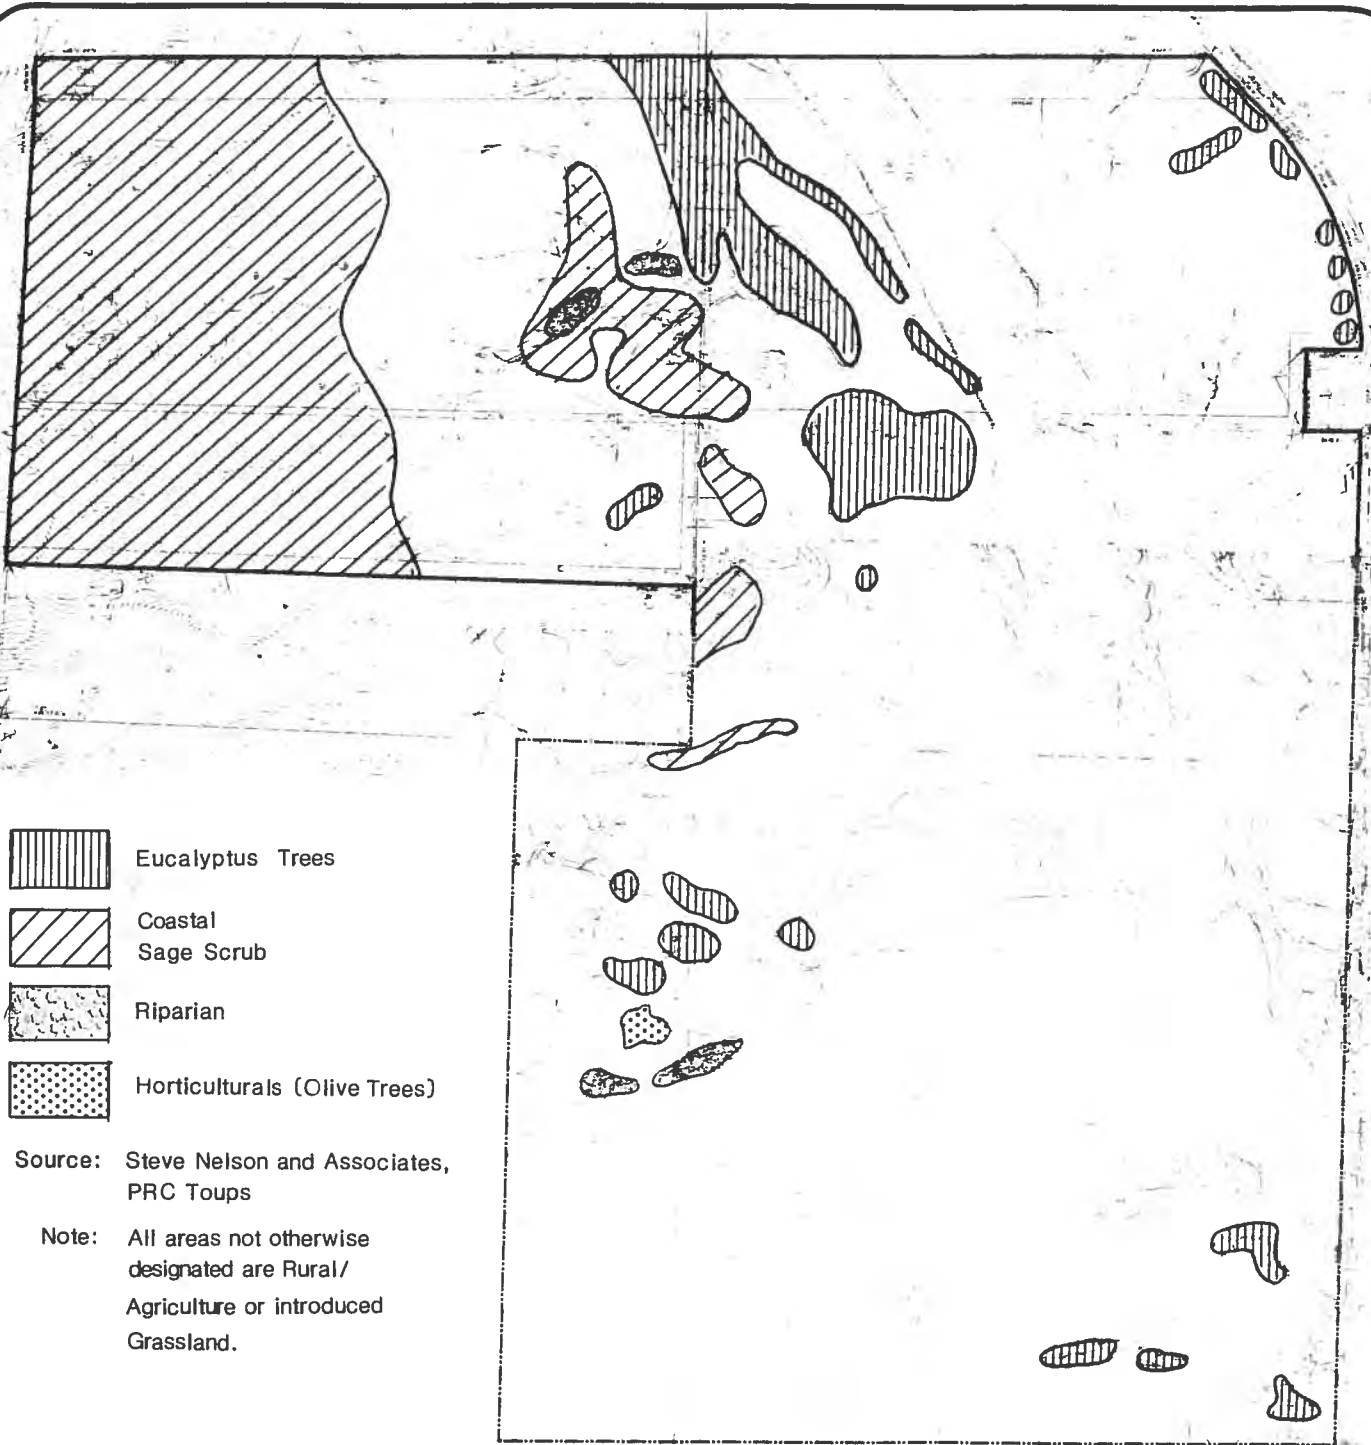 Eucalyptus Trees
Coastal
Sage Scrub
Riparian
Horticulturals (Olive Trees)
Source: Steve Nelson and Associates,
PRC Toups
Note: All areas not otherwise
designated are Rural/
Agriculture or introduced
Grassland.